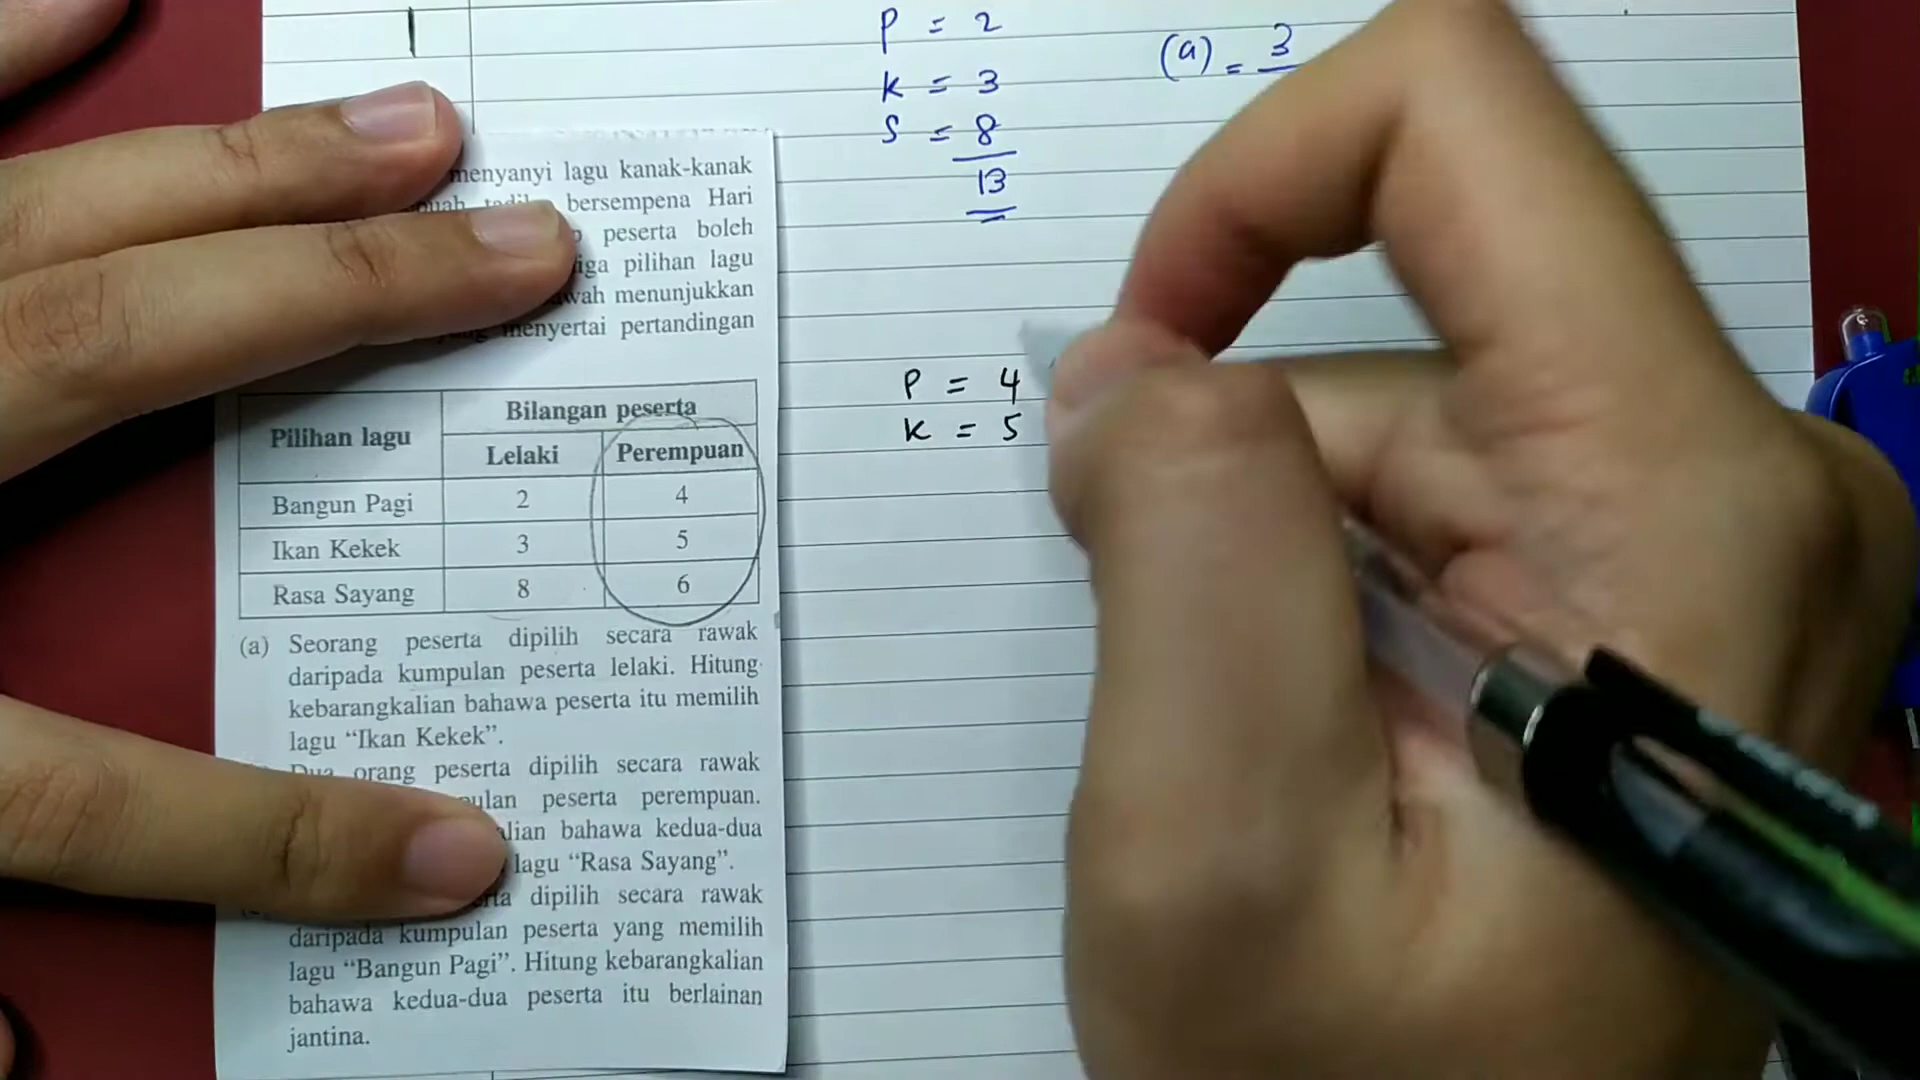 P = 2
K = 3
S = 8
13
(a) = 3
menyanyi lagu kanak-kanak
bersempena Hari
peserta boleh
tiga pilihan lagu
menunjukkan
menyertai pertandingan
Pilihan lagu Bilangan peserta
Lelaki Perempuan
Bangun Pagi 2 4
Ikan Kekek 3 5
Rasa Sayang 8 6
P = 4
K = 5
(a) Seorang peserta dipilih secara rawak
daripada kumpulan peserta lelaki. Hitung
kebarangkalian bahawa peserta itu memilih
lagu “Ikan Kekek”.
Dua orang peserta dipilih secara rawak
peserta perempuan.
bahawa kedua-dua
lagu “Rasa Sayang”.
dipilih secara rawak
daripada kumpulan peserta yang memilih
lagu “Bangun Pagi”. Hitung kebarangkalian
bahawa kedua-dua peserta itu berlainan
jantina.